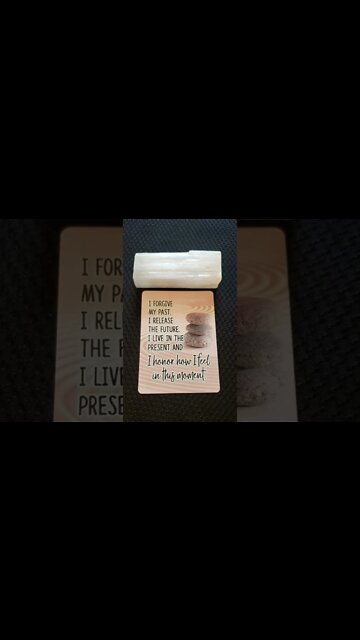 I FORGIVE
MY PAST.
I RELEASE
THE FUTURE.
I LIVE IN THE
PRESENT AND
I honor how I feel
in this moment.